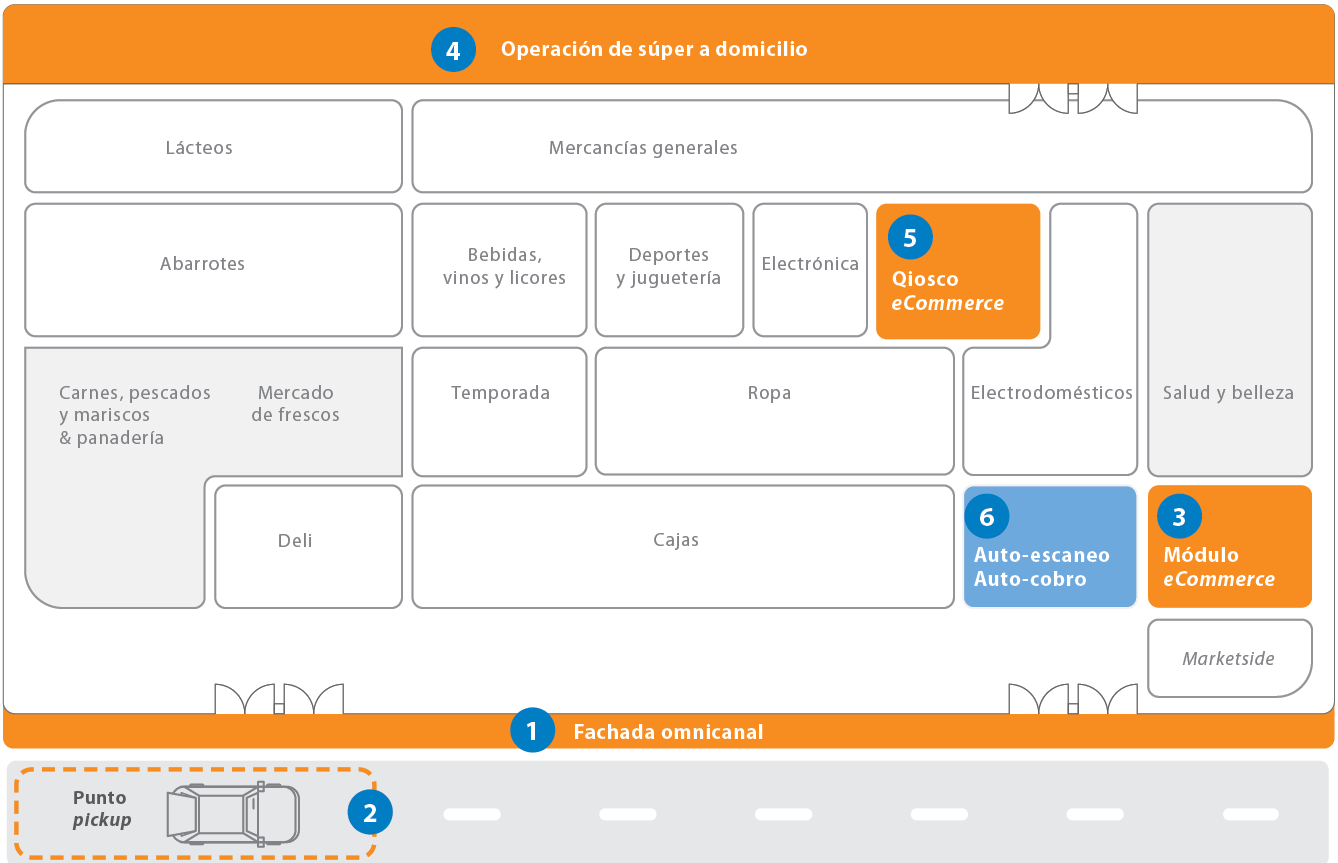 4 Operación de súper a domicilio
Lácteos
Mercancías generales
Abarrotes
Bebidas,
vinos y licores
Deportes
y juguetería
Electrónica
5
Qiosco
eCommerce
Carnes, pescados
y mariscos
& panadería
Mercado
de frescos
Temporada
Ropa
Electrodomésticos
Salud y belleza
Deli
Cajas
6
Auto-escaneo
Auto-cobro
3
Módulo
eCommerce
Marketside
1 Fachada omnicanal
Punto
pickup
2